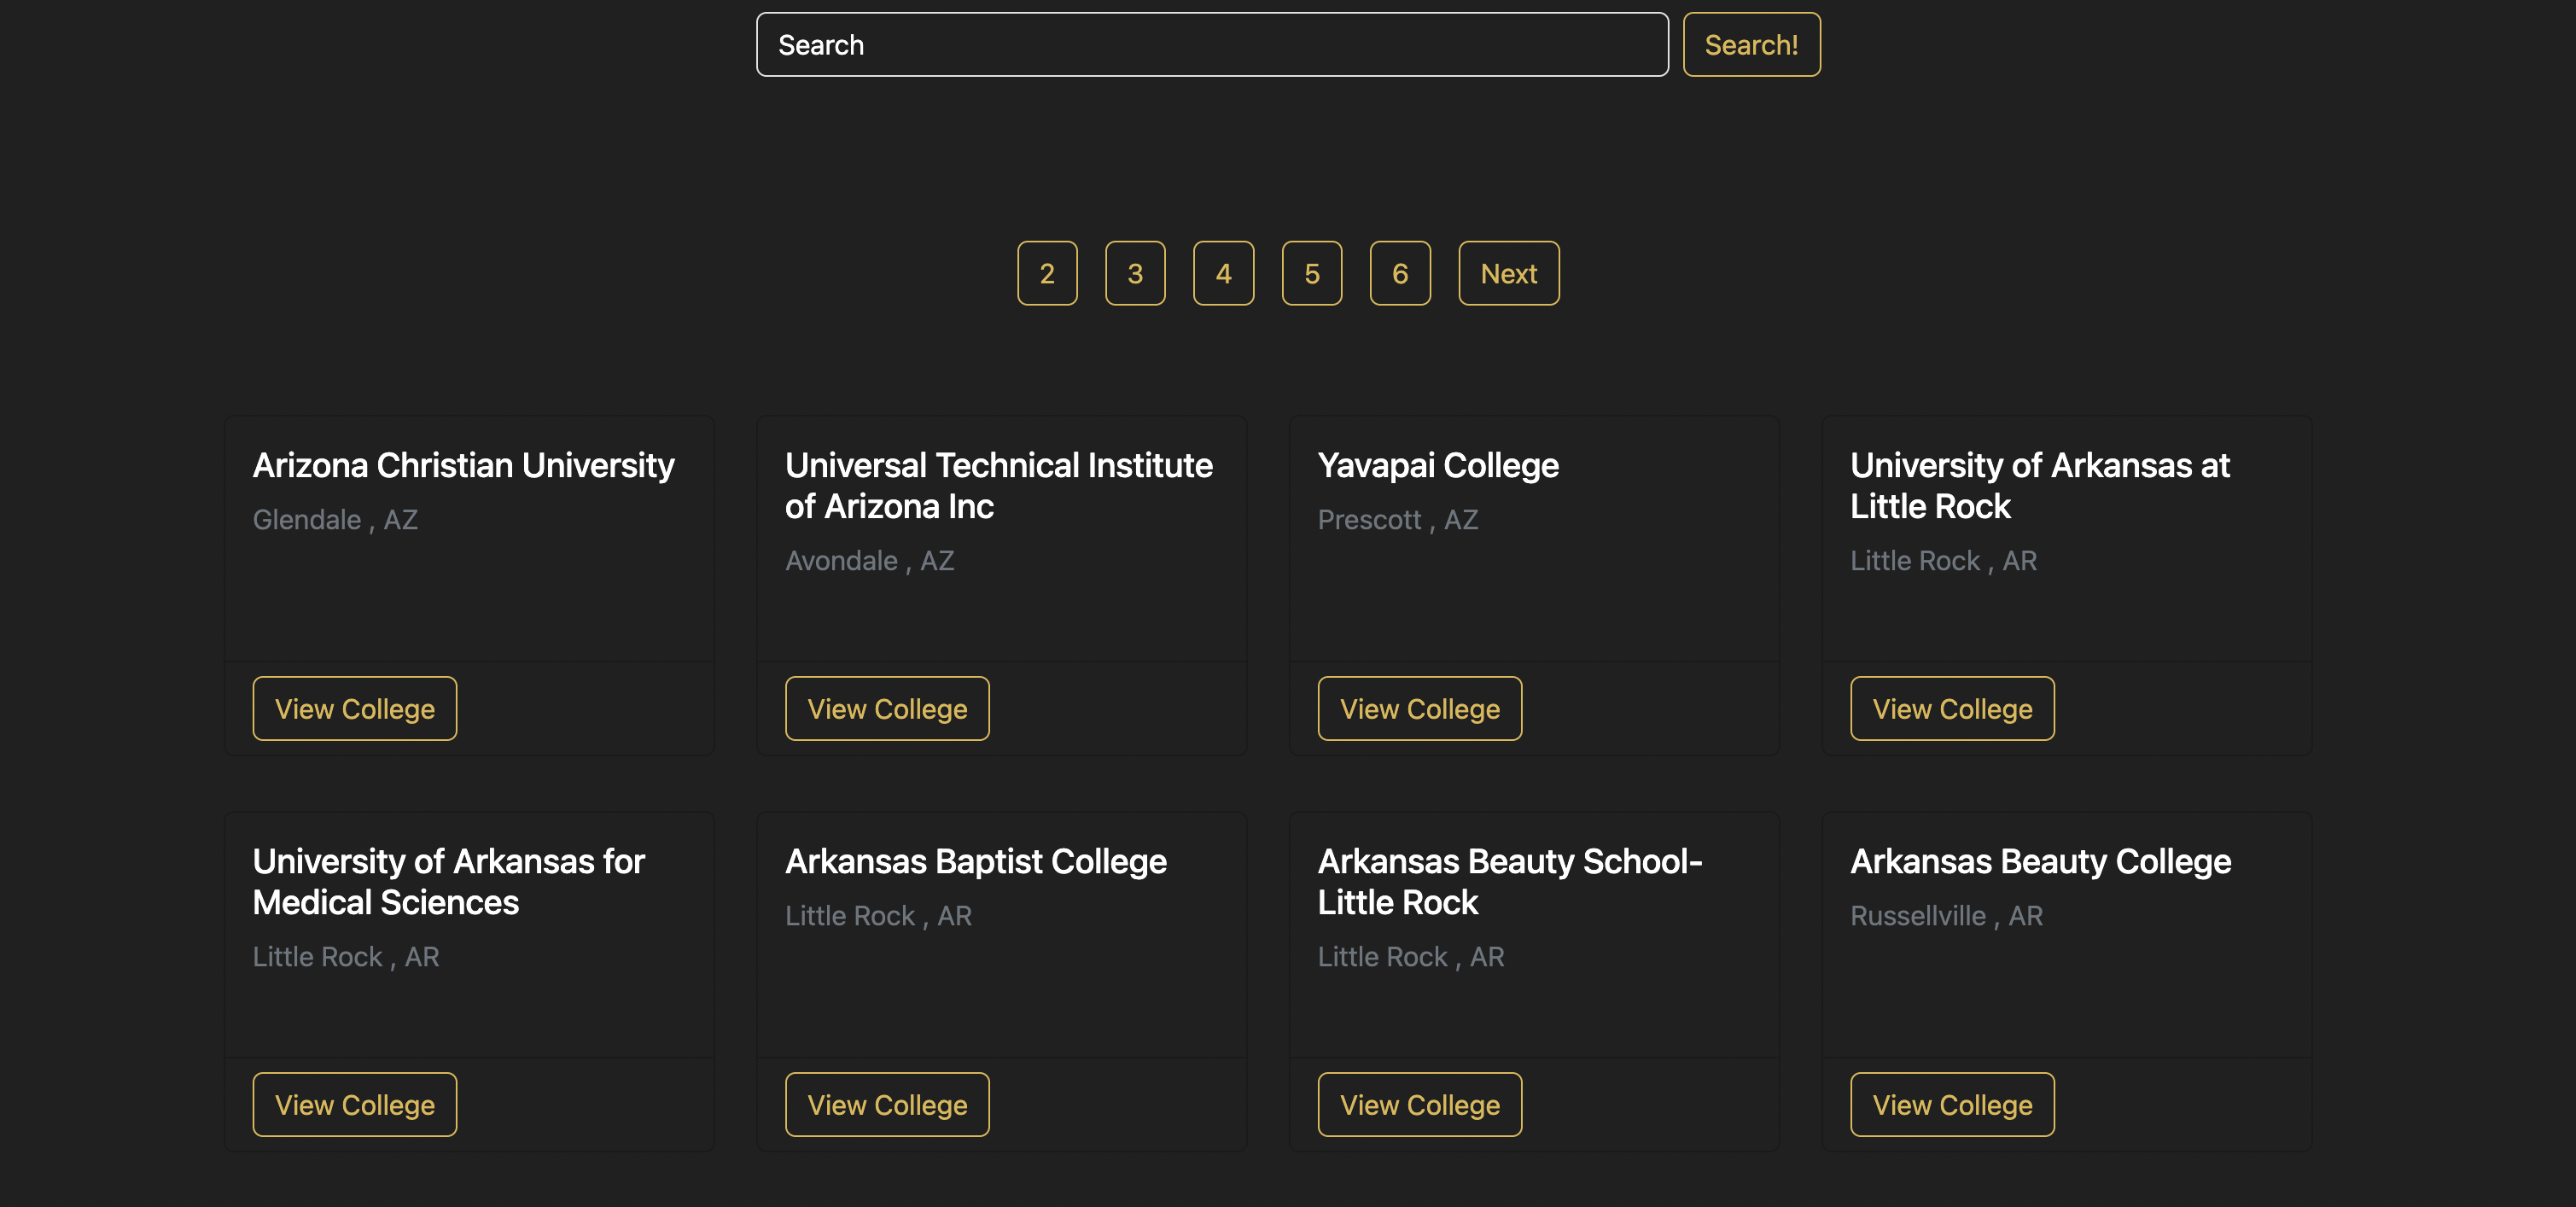 Search
Search!
2 3 4 5 6 Next
Arizona Christian University
Glendale , AZ
View College
Universal Technical Institute
of Arizona Inc
Avondale , AZ
View College
Yavapai College
Prescott , AZ
View College
University of Arkansas at
Little Rock
Little Rock , AR
View College
University of Arkansas for
Medical Sciences
Little Rock , AR
View College
Arkansas Baptist College
Little Rock , AR
View College
Arkansas Beauty School-
Little Rock
Little Rock , AR
View College
Arkansas Beauty College
Russellville , AR
View College